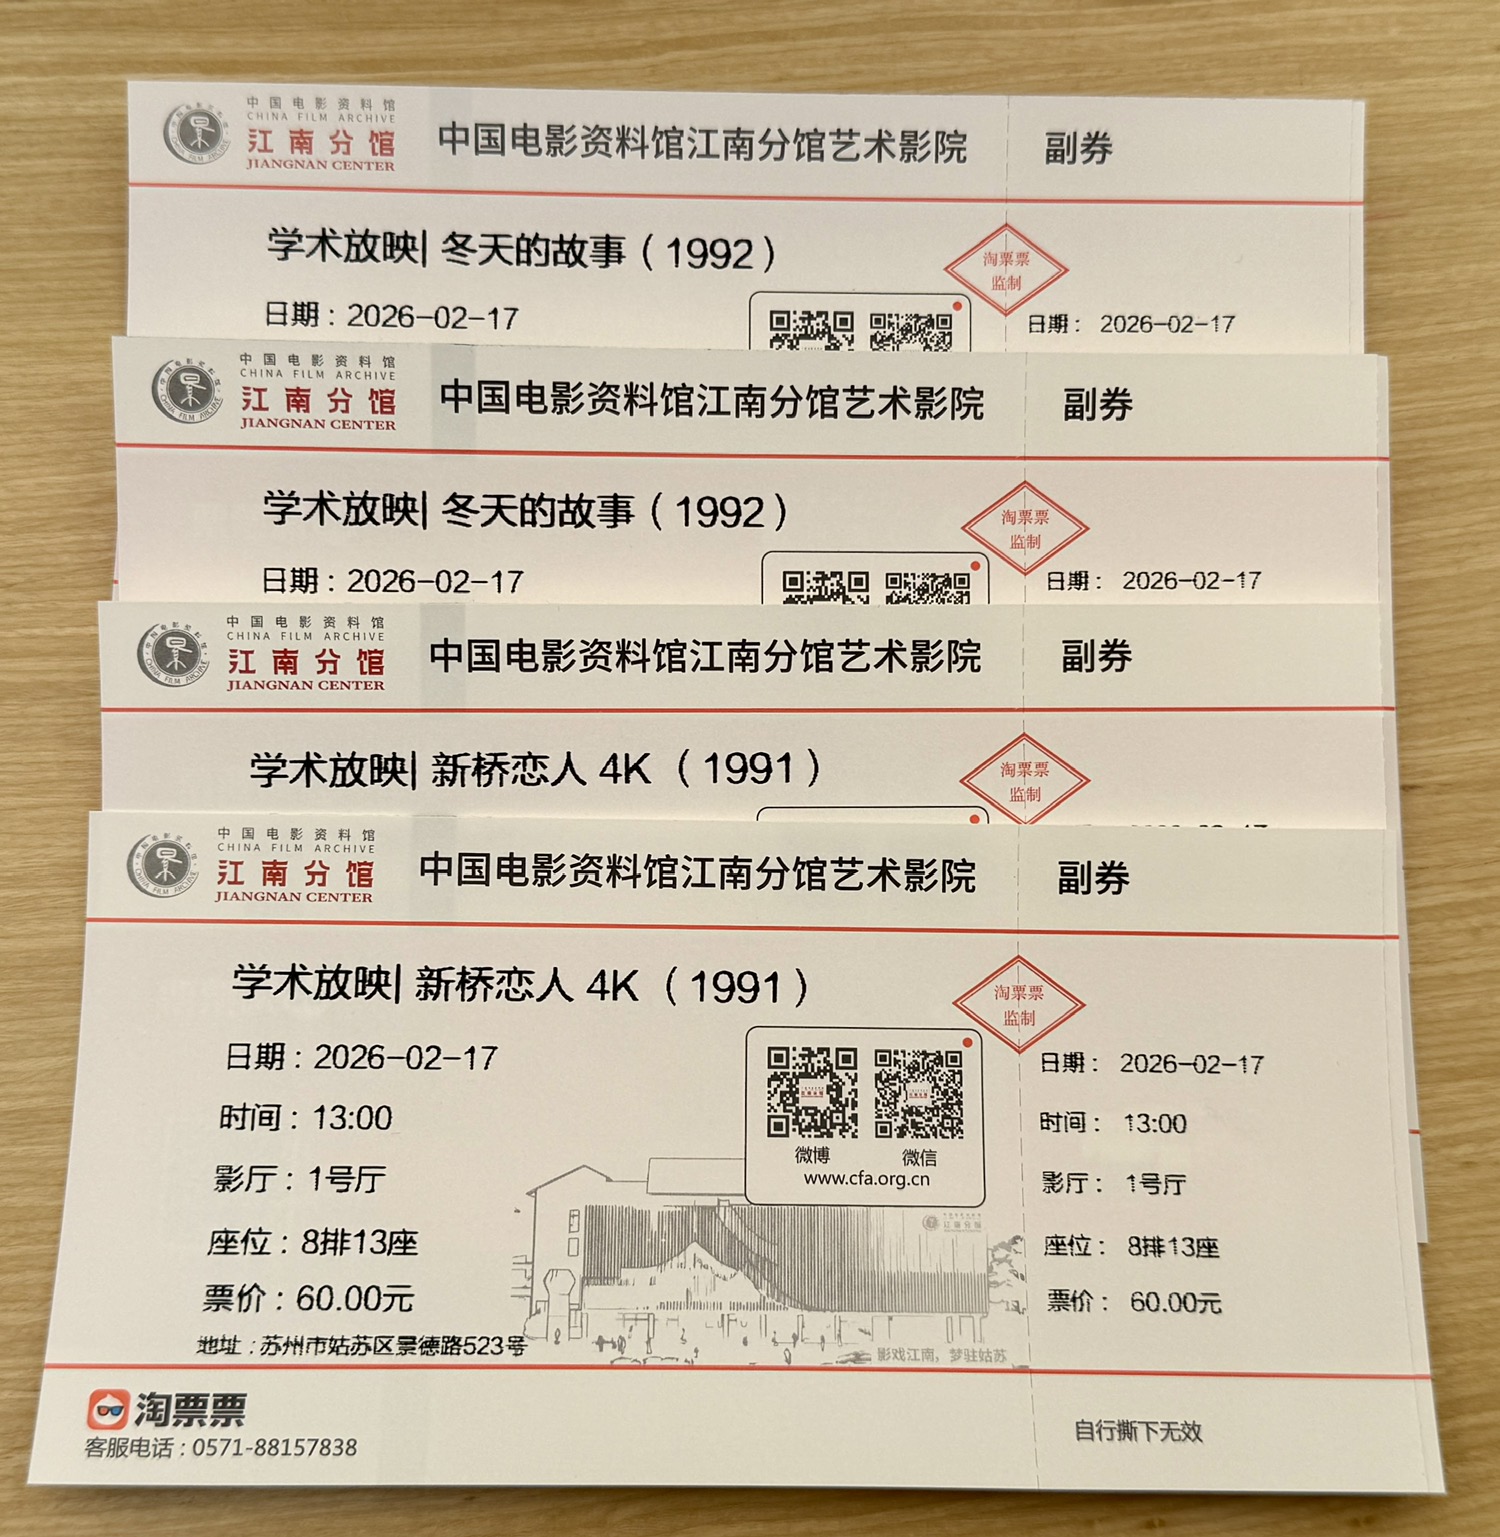 中国电影资料馆
CHINA FILM ARCHIVE
江南分馆
JIANGNAN CENTER
中国电影资料馆江南分馆艺术影院
副券
学术放映| 冬天的故事（1992）
淘票票
监制
日期：2026-02-17
日期： 2026-02-17
中国电影资料馆
CHINA FILM ARCHIVE
江南分馆
JIANGNAN CENTER
中国电影资料馆江南分馆艺术影院
副券
学术放映| 冬天的故事（1992）
淘票票
监制
日期：2026-02-17
日期： 2026-02-17
中国电影资料馆
CHINA FILM ARCHIVE
江南分馆
JIANGNAN CENTER
中国电影资料馆江南分馆艺术影院
副券
学术放映| 新桥恋人 4K（1991）
淘票票
监制
中国电影资料馆
CHINA FILM ARCHIVE
江南分馆
JIANGNAN CENTER
中国电影资料馆江南分馆艺术影院
副券
学术放映| 新桥恋人 4K（1991）
淘票票
监制
日期：2026-02-17
时间：13:00
影厅：1号厅
座位：8排13座
票价：60.00元
地址：苏州市姑苏区景德路523号
微博
微信
www.cfa.org.cn
江南分馆
影戏江南，梦驻姑苏
日期： 2026-02-17
时间： 13:00
影厅： 1号厅
座位： 8排13座
票价： 60.00元
淘票票
客服电话：0571-88157838
自行撕下无效